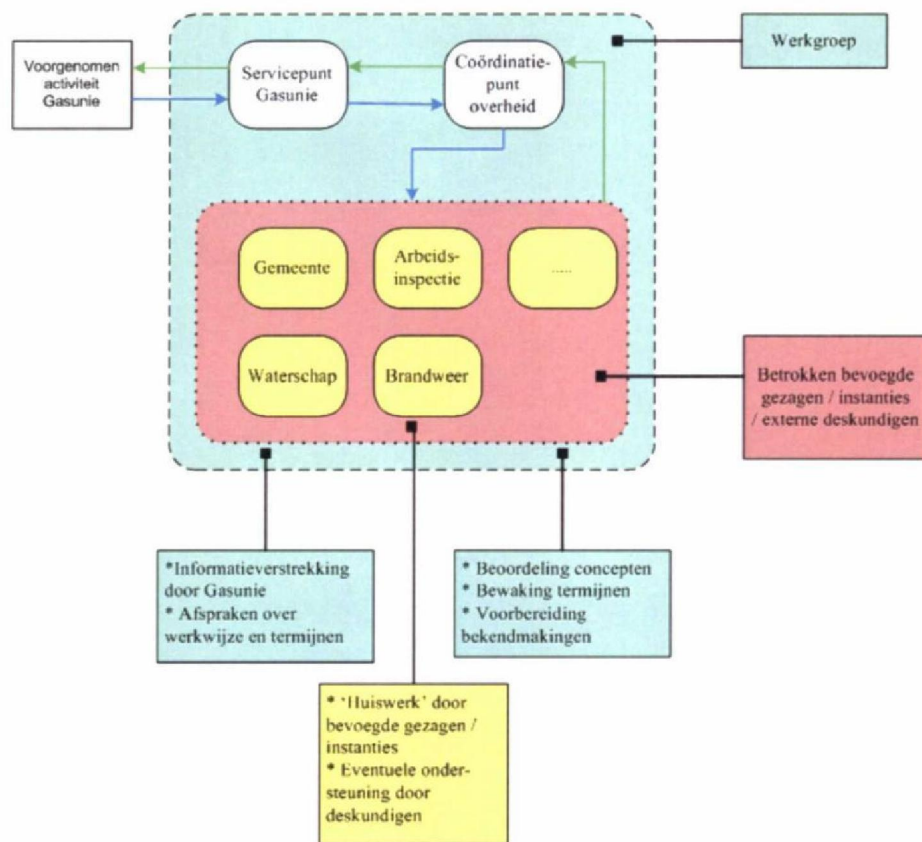 Voorgenomen
activiteit
Gasunie
Servicepunt
Gasunie
Coördinatie-
punt
overheid
Werkgroep
Gemeente
Arbeids-
inspectie
.....
Waterschap
Brandweer
Betrokken bevoegde
gezagen / instanties
/ externe deskundigen
*Informatieverstrekking
door Gasunie
* Afspraken over
werkwijze en termijnen
* Beoordeling concepten
* Bewaking termijnen
* Voorbereiding
bekendmakingen
* ‘Huiswerk’ door
bevoegde gezagen /
instanties
* Eventuele onder-
steuning door
deskundigen